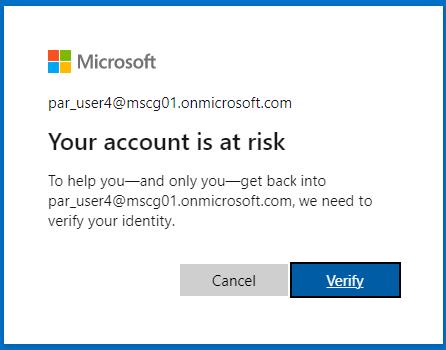 Microsoft
par_user4@mscg01.onmicrosoft.com
Your account is at risk
To help you—and only you—get back into
par_user4@mscg01.onmicrosoft.com, we need to
verify your identity.
Cancel
Verify